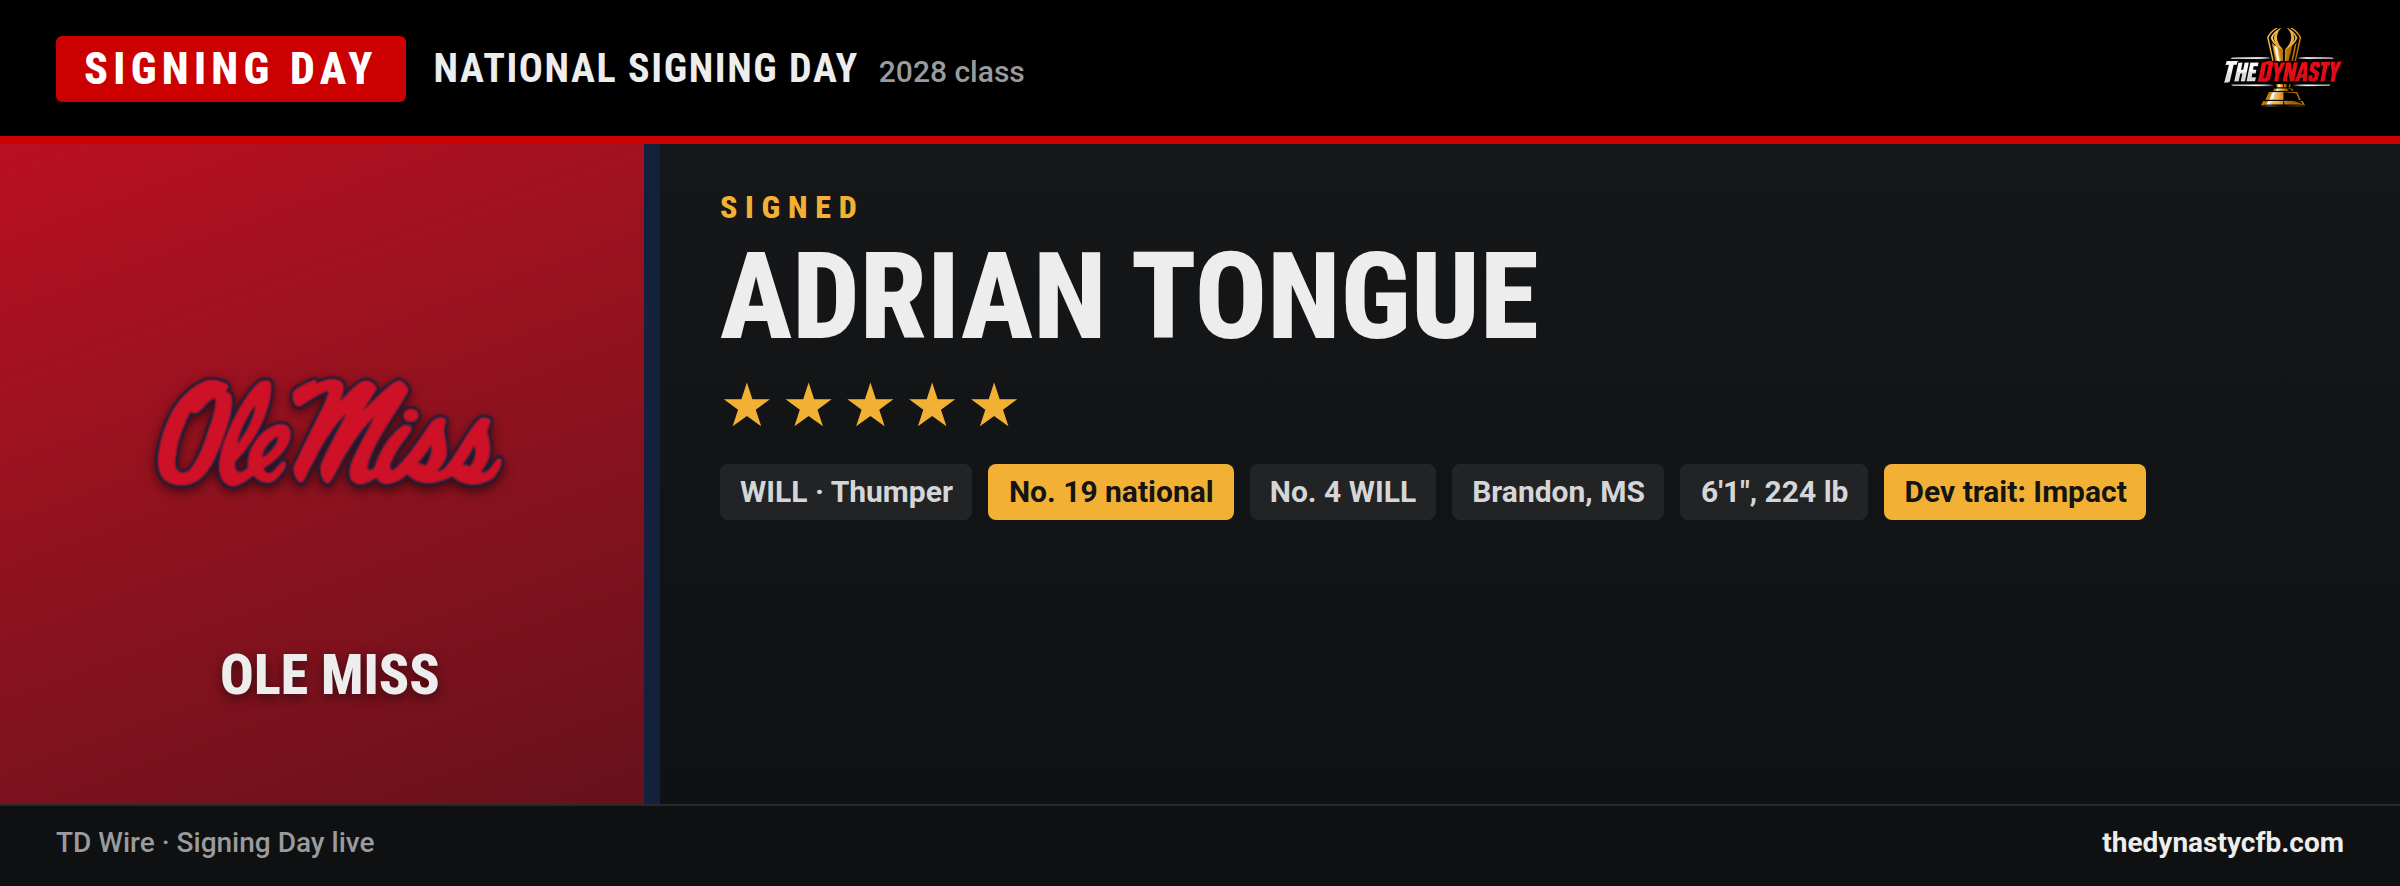 SIGNING DAY NATIONAL SIGNING DAY 2028 class
THE DYNASTY
Ole Miss
OLE MISS
SIGNED
ADRIAN TONGUE
★★★★★
WILL · Thumper No. 19 national No. 4 WILL Brandon, MS 6'1", 224 lb Dev trait: Impact
TD Wire · Signing Day live
thedynastycfb.com